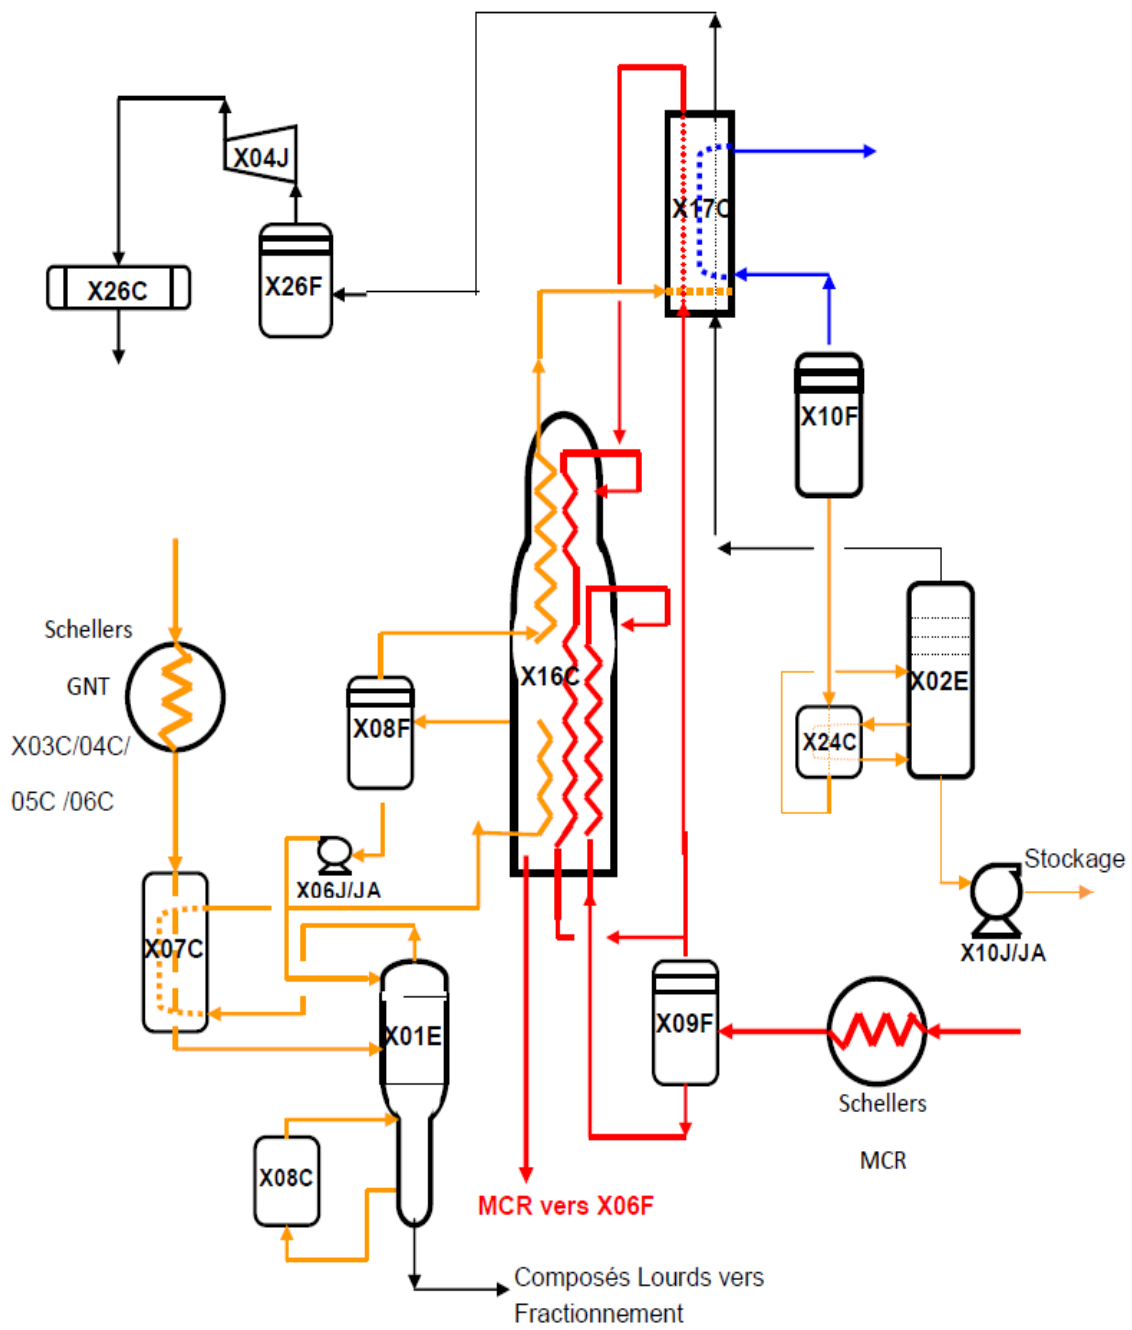 X04J
X17C
X26C
X26F
X10F
Schellers
GNT
X16C
X02E
X08F
X24C
X03C/04C/
05C /06C
Stockage
X06J/JA
X07C
X10J/JA
X09F
X01E
Schellers
MCR
X08C
MCR vers X06F
Composés Lourds vers
Fractionnement